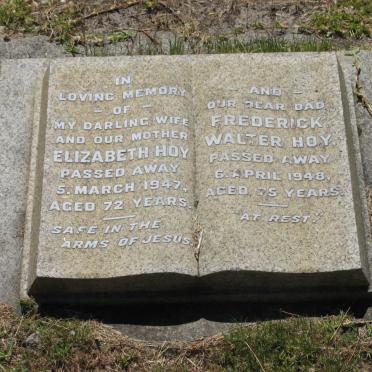 IN
LOVING MEMORY
- OF -
MY DARLING WIFE
AND OUR MOTHER
ELIZABETH HOY
PASSED AWAY
5. MARCH 1947,
AGED 72 YEARS.
SAFE IN THE
ARMS OF JESUS.
AND -
OUR DEAR DAD,
FREDERICK
WALTER HOY.
PASSED AWAY
6. APRIL 1948,
AGED 75 YEARS.
AT REST.